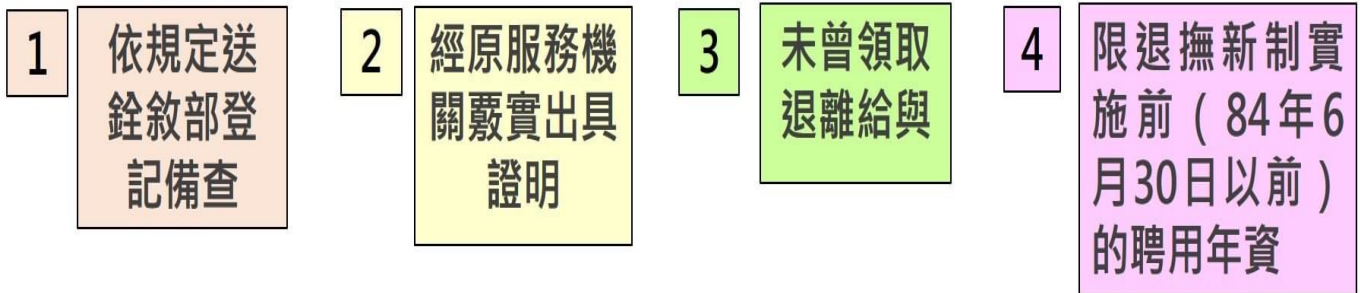 1
依規定送
銓敘部登
記備查
2
經原服務機
關覈實出具
證明
3
未曾領取
退離給與
4
限退撫新制實
施前（84年6
月30日以前）
的聘用年資